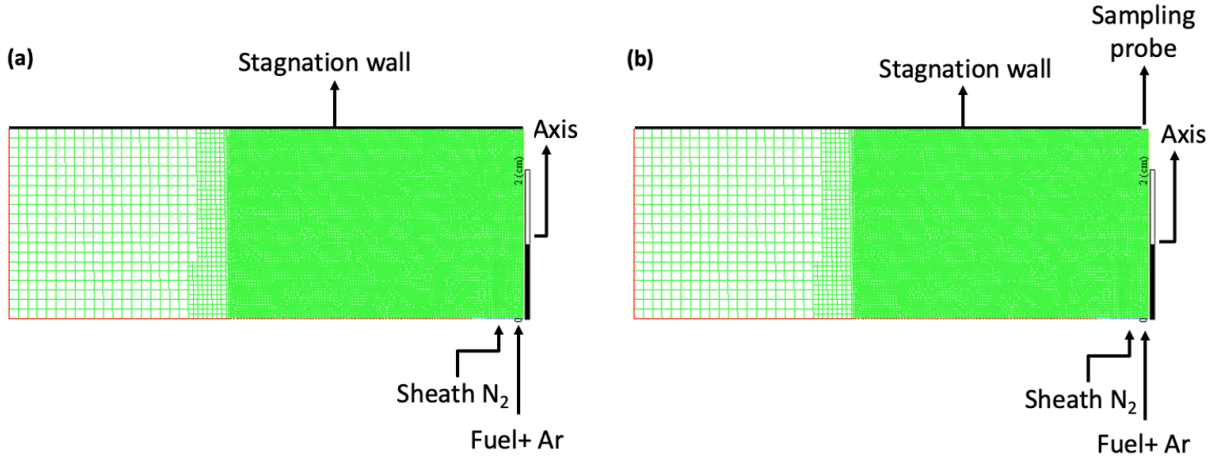 (a)
Stagnation wall
Axis
2 (cm)
0
Sheath N₂
Fuel+ Ar
(b)
Sampling
probe
Stagnation wall
Axis
2 (cm)
0
Sheath N₂
Fuel+ Ar